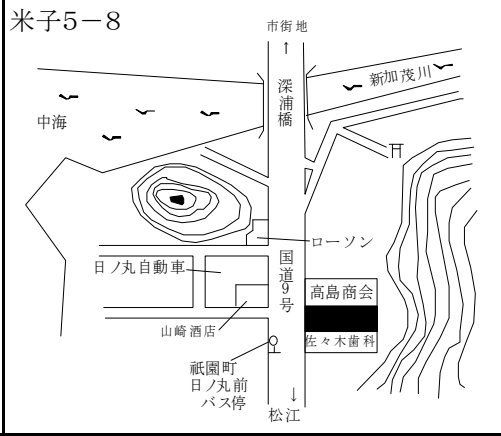 米子5－8
市街地
↑
深浦橋
新加茂川
中海
ローソン
日ノ丸自動車
国道9号
高島商会
山崎酒店
佐々木歯科
祇園町
日ノ丸前
バス停
↓
松江